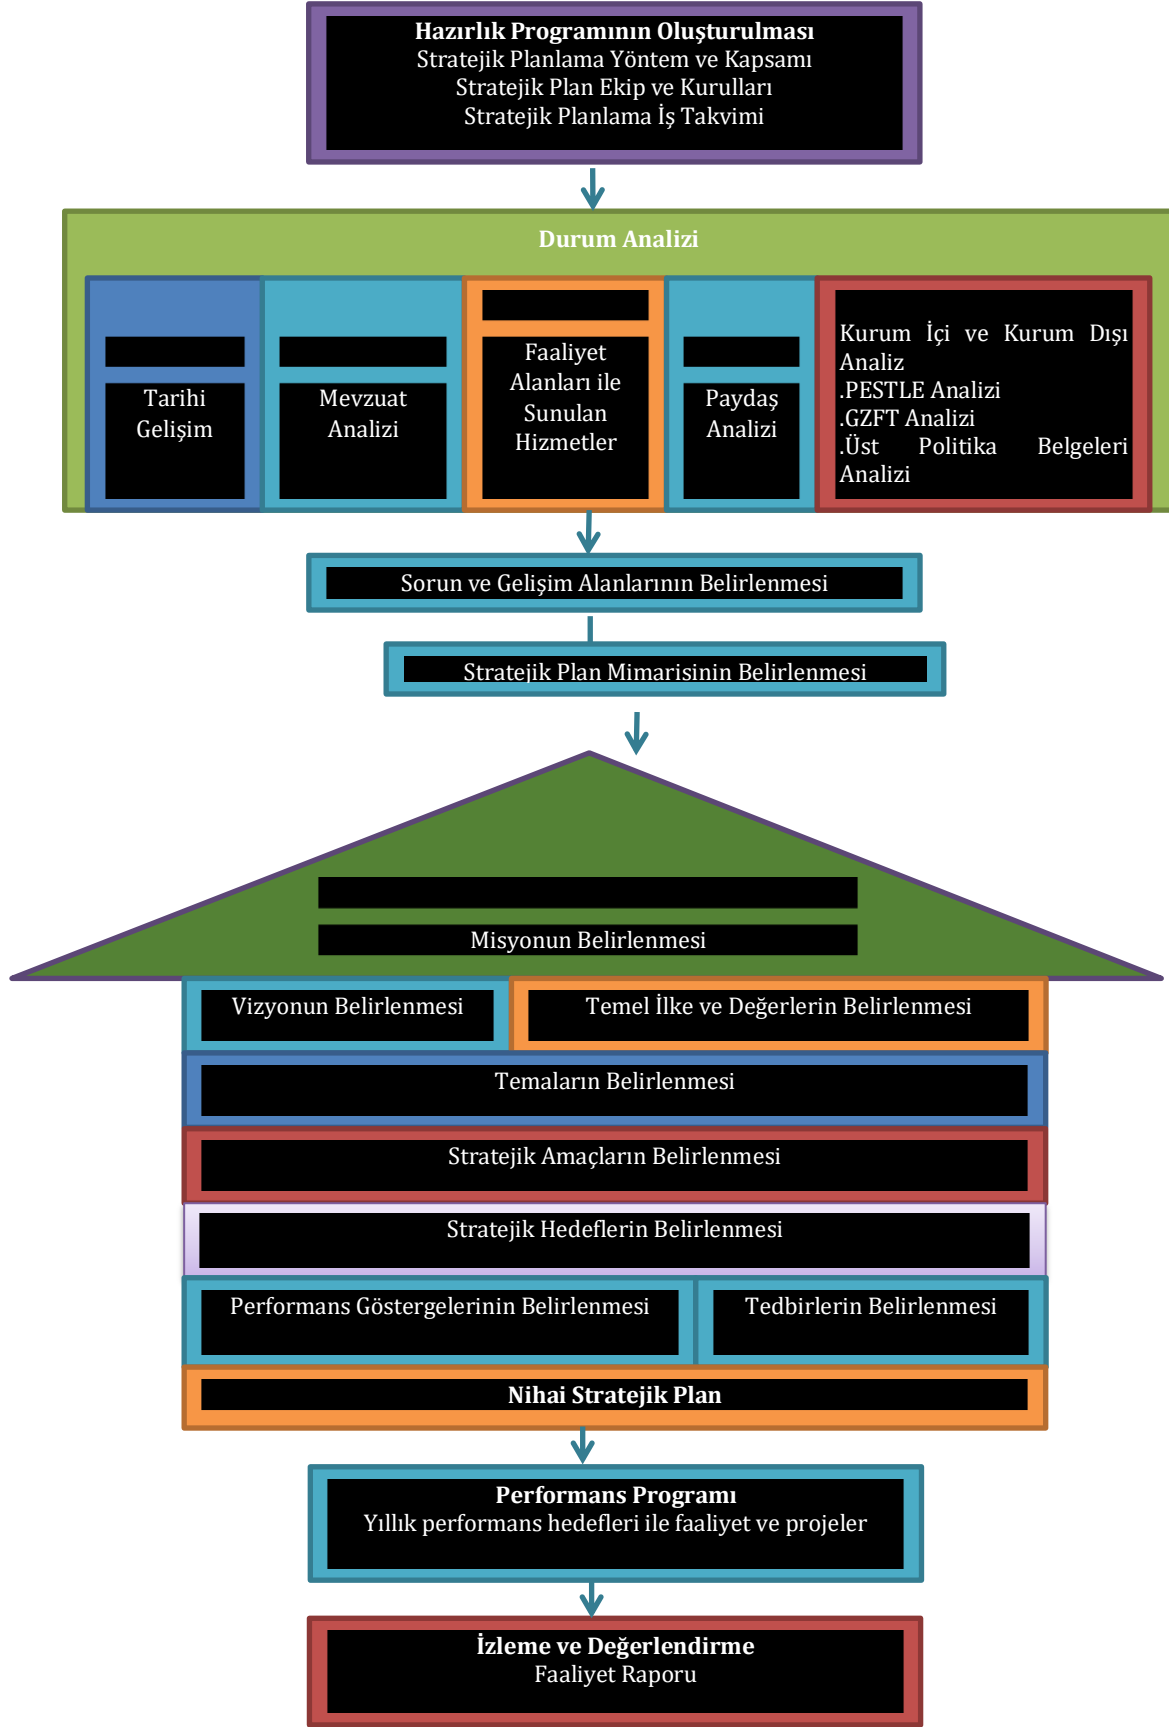 Hazırlık Programının Oluşturulması
Stratejik Planlama Yöntem ve Kapsamı
Stratejik Plan Ekip ve Kurulları
Stratejik Planlama İş Takvimi
Durum Analizi
Tarihi
Gelişim
Mevzuat
Analizi
Faaliyet
Alanları ile
Sunulan
Hizmetler
Paydaş
Analizi
Kurum İçi ve Kurum Dışı
Analiz
.PESTLE Analizi
.GZFT Analizi
.Üst Politika Belgeleri
Analizi
Sorun ve Gelişim Alanlarının Belirlenmesi
Stratejik Plan Mimarisinin Belirlenmesi
Misyonun Belirlenmesi
Vizyonun Belirlenmesi
Temel İlke ve Değerlerin Belirlenmesi
Temaların Belirlenmesi
Stratejik Amaçların Belirlenmesi
Stratejik Hedeflerin Belirlenmesi
Performans Göstergelerinin Belirlenmesi
Tedbirlerin Belirlenmesi
Nihai Stratejik Plan
Performans Programı
Yıllık performans hedefleri ile faaliyet ve projeler
İzleme ve Değerlendirme
Faaliyet Raporu